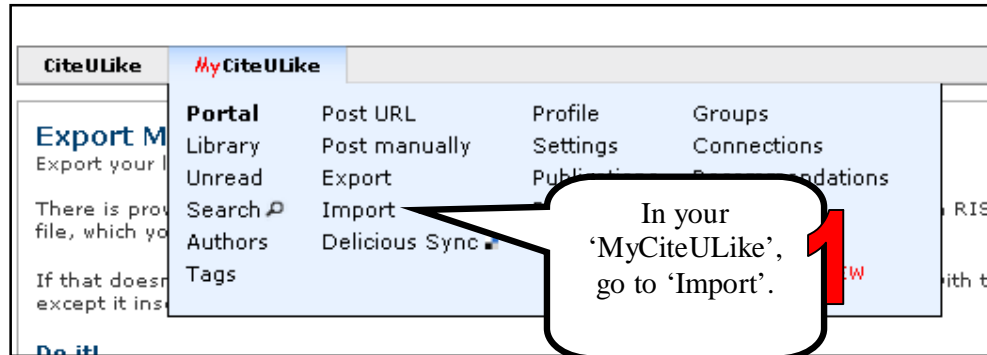 CiteULike MyCiteULike
Portal Post URL Profile Groups
Library Post manually Settings Connections
Unread Export
Search Import
Authors Delicious Sync
Tags
Export M
Export your l
There is prov
file, which yo
If that doesn
except it inse
Do it!
RIS
ith t
In your
‘MyCiteULike’,
go to ‘Import’.
1